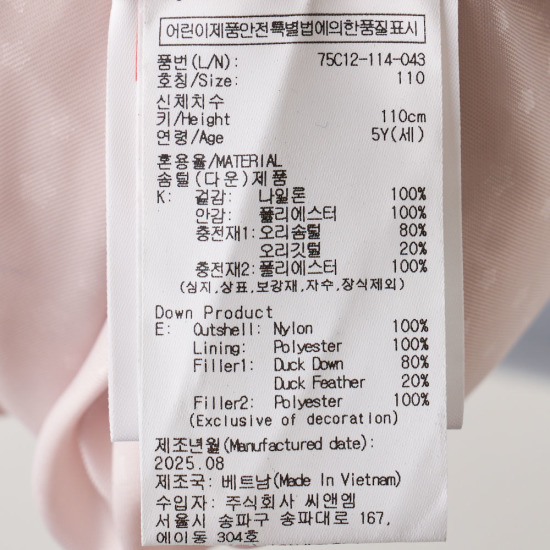 어린이제품안전특별법에의한품질표시
품번(L/N): 75C12-114-043
호칭/Size: 110
신체치수
키/Height 110cm
연령/Age 5Y(세)
혼용율/MATERIAL
솜털(다운)제품
K: 겉감: 나일론 100%
안감: 폴리에스터 100%
충전재1: 오리솜털 80%
오리깃털 20%
충전재2: 폴리에스터 100%
(심지,상표,보강재,자수,장식제외)
Down Product
E: Outshell: Nylon 100%
Lining: Polyester 100%
Filler1: Duck Down 80%
Duck Feather 20%
Filler2: Polyester 100%
(Exclusive of decoration)
제조년월(Manufactured date):
2025.08
제조국: 베트남(Made In Vietnam)
수입자: 주식회사 씨앤엠
서울시 송파구 송파대로 167,
에이동 304호